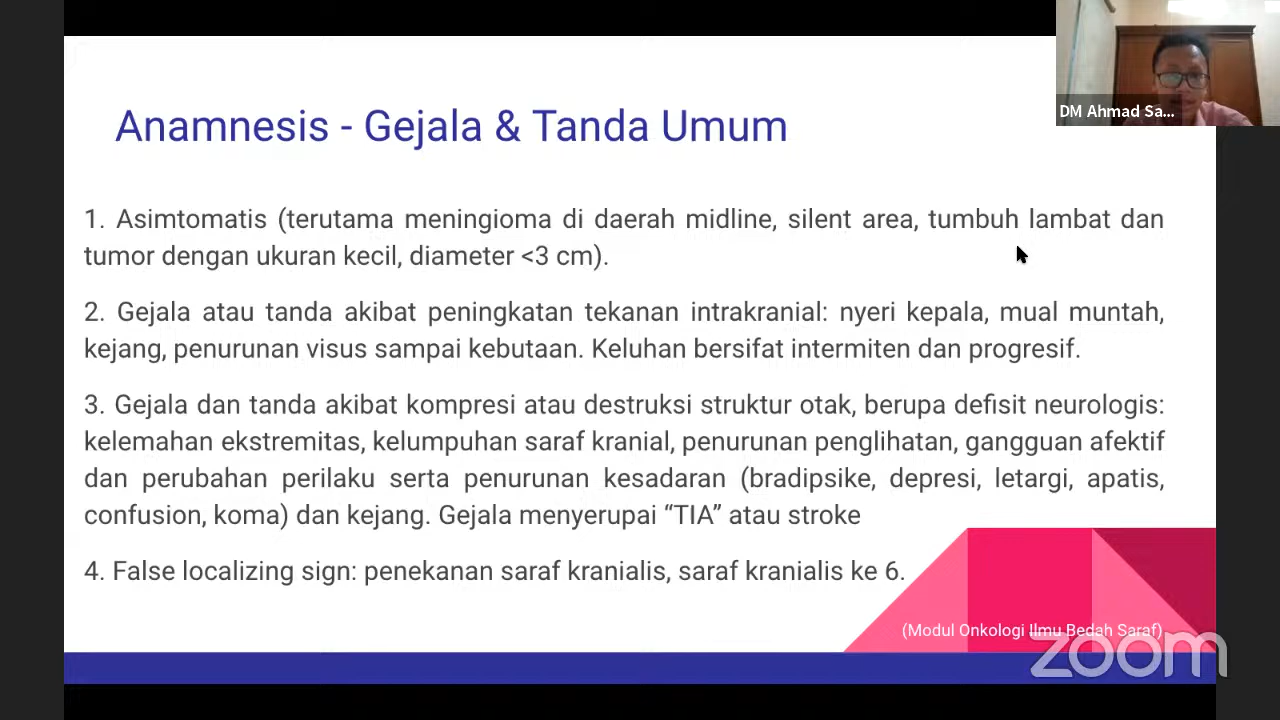 DM Ahmad Sa...
Anamnesis - Gejala & Tanda Umum
1. Asimtomatis (terutama meningioma di daerah midline, silent area, tumbuh lambat dan
tumor dengan ukuran kecil, diameter <3 cm).
2. Gejala atau tanda akibat peningkatan tekanan intrakranial: nyeri kepala, mual muntah,
kejang, penurunan visus sampai kebutaan. Keluhan bersifat intermiten dan progresif.
3. Gejala dan tanda akibat kompresi atau destruksi struktur otak, berupa defisit neurologis:
kelemahan ekstremitas, kelumpuhan saraf kranial, penurunan penglihatan, gangguan afektif
dan perubahan perilaku serta penurunan kesadaran (bradipsike, depresi, letargi, apatis,
confusion, koma) dan kejang. Gejala menyerupai “TIA” atau stroke
4. False localizing sign: penekanan saraf kranialis, saraf kranialis ke 6.
(Modul Onkologi Ilmu Bedah Saraf)
zoom